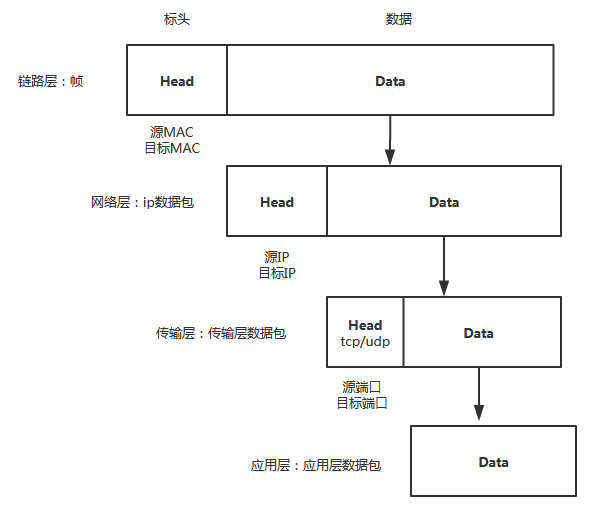 标头
数据
链路层：帧
Head
Data
源MAC
目标MAC
网络层：ip数据包
Head
Data
源IP
目标IP
传输层：传输层数据包
Head
tcp/udp
Data
源端口
目标端口
应用层：应用层数据包
Data